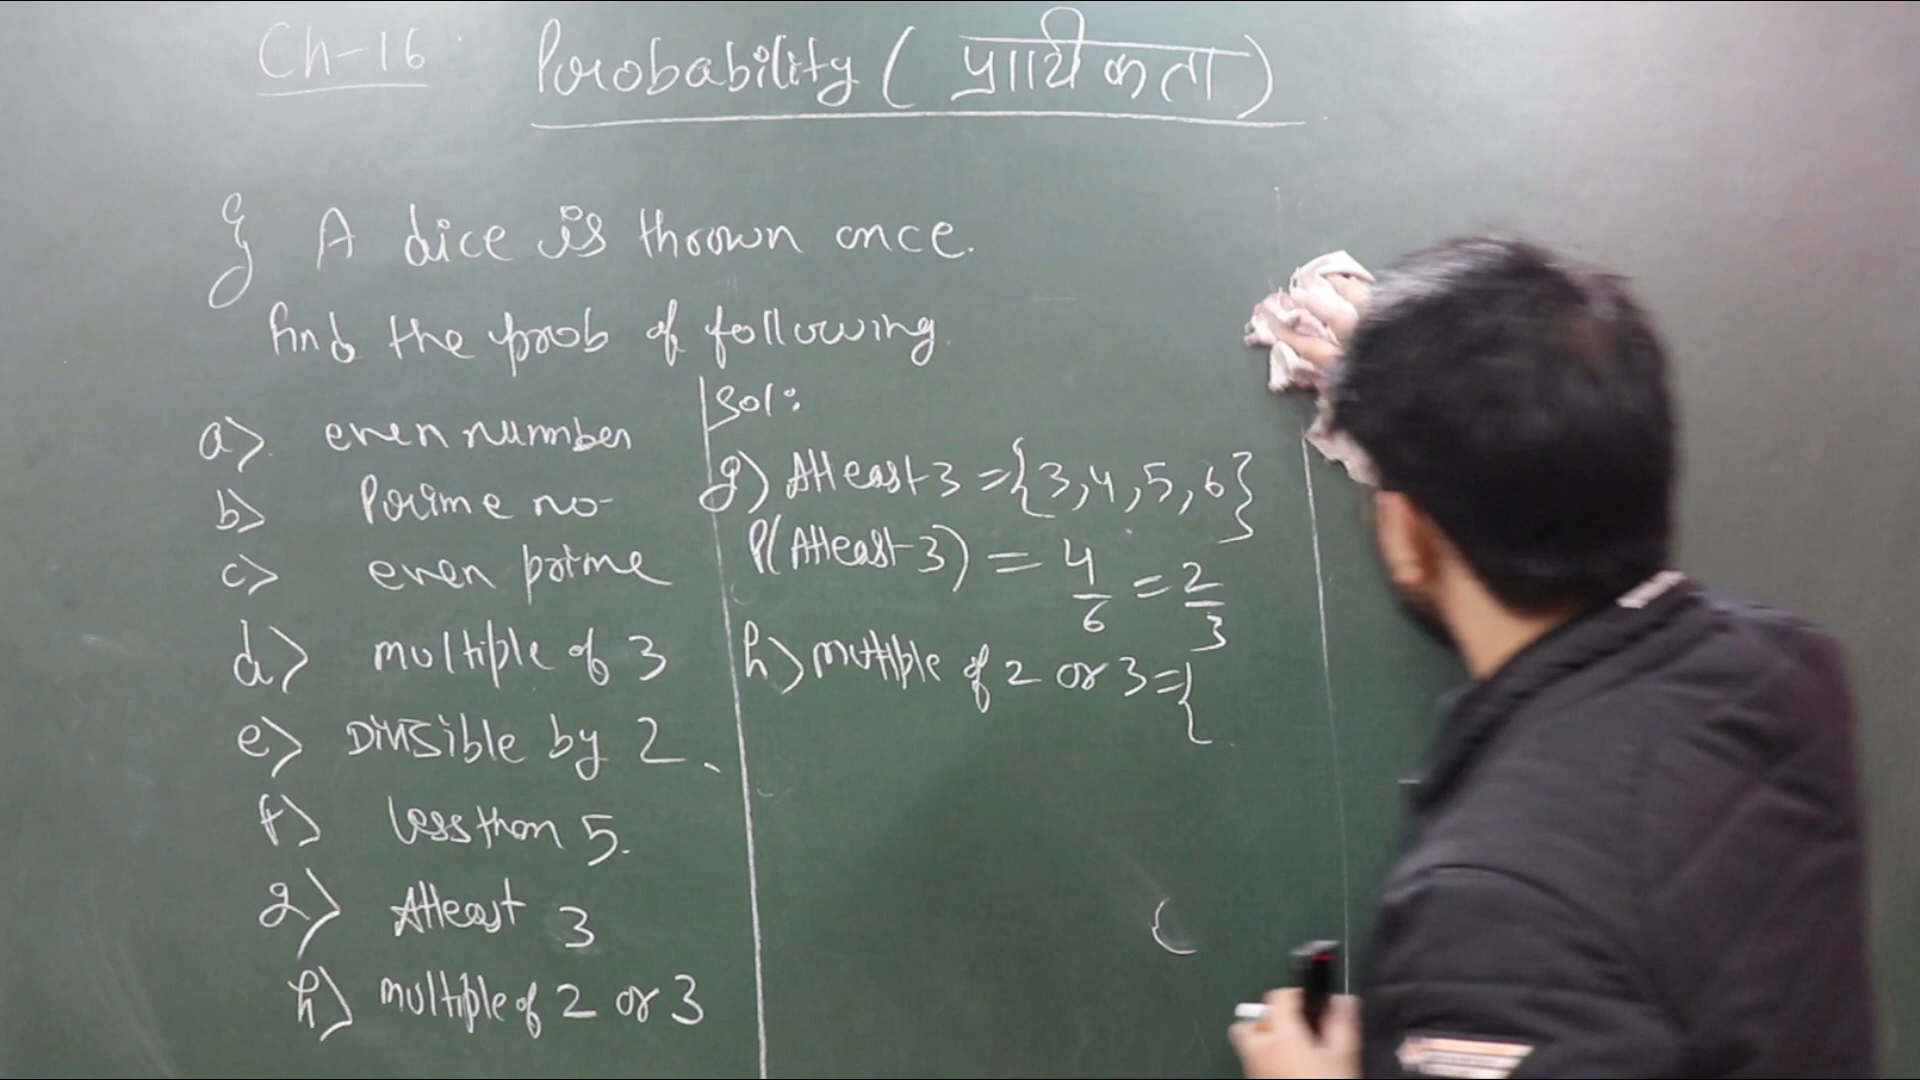 Ch-16 Probability ( प्रायिकता )
Q A dice is thrown once.
find the prob of following.
a> even number
b> Prime no-
c> even prime
d> multiple of 3
e> Divisible by 2.
f> less than 5.
g> Atleast 3
h> multiple of 2 or 3
Sol:
g) Atleast 3 = {3,4,5,6}
P(Atleast 3) = 4/6 = 2/3
h> multiple of 2 or 3 = {